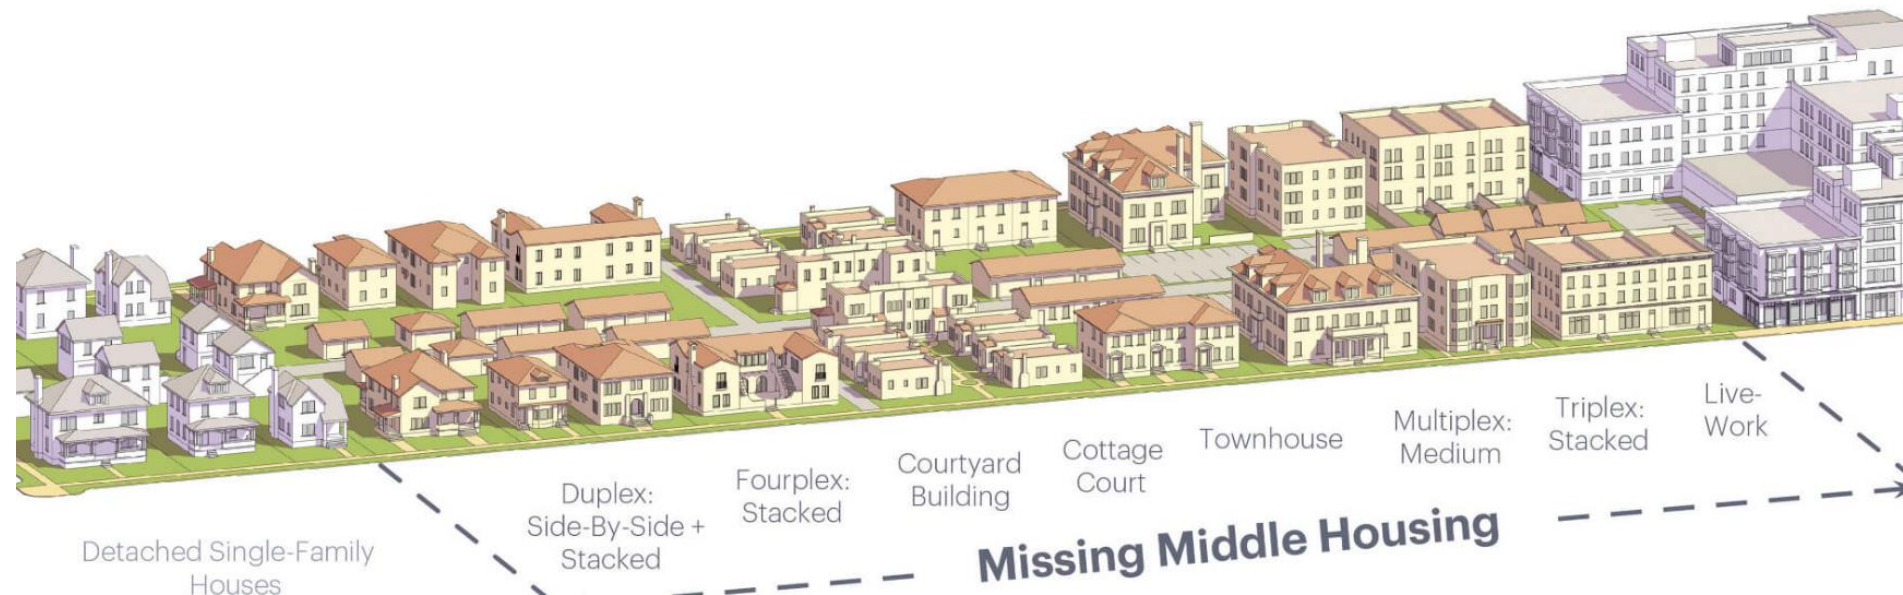 Detached Single-Family
Houses
Duplex:
Side-By-Side +
Stacked
Fourplex:
Stacked
Courtyard
Building
Cottage
Court
Townhouse
Multiplex:
Medium
Triplex:
Stacked
Live-
Work
Missing Middle Housing